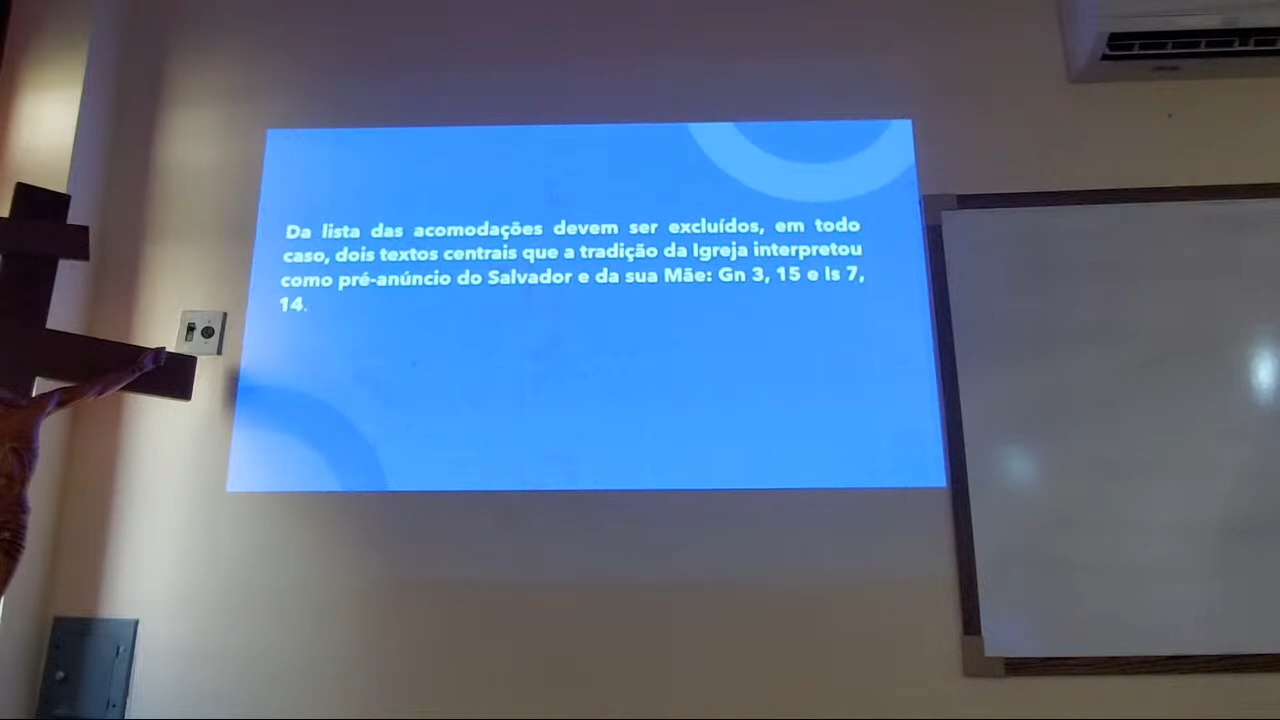 Da lista das acomodações devem ser excluídos, em todo
caso, dois textos centrais que a tradição da Igreja interpretou
como pré-anúncio do Salvador e da sua Mãe: Gn 3, 15 e Is 7,
14.